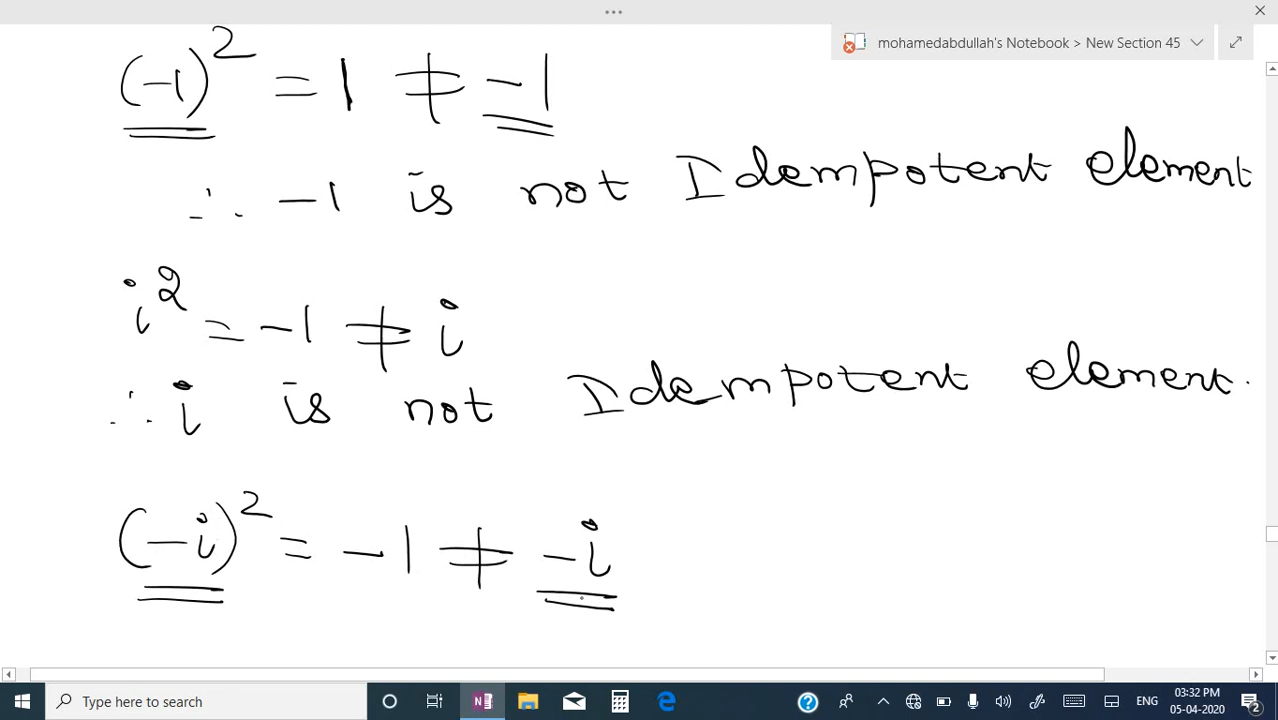 mohamedabdullah's Notebook > New Section 45
(-1)² = 1 ≠ -1
∴ -1 is not Idempotent element
i² = -1 ≠ i
∴ i is not Idempotent element.
(-i)² = -1 ≠ -i
Type here to search
ENG
03:32 PM
05-04-2020
2